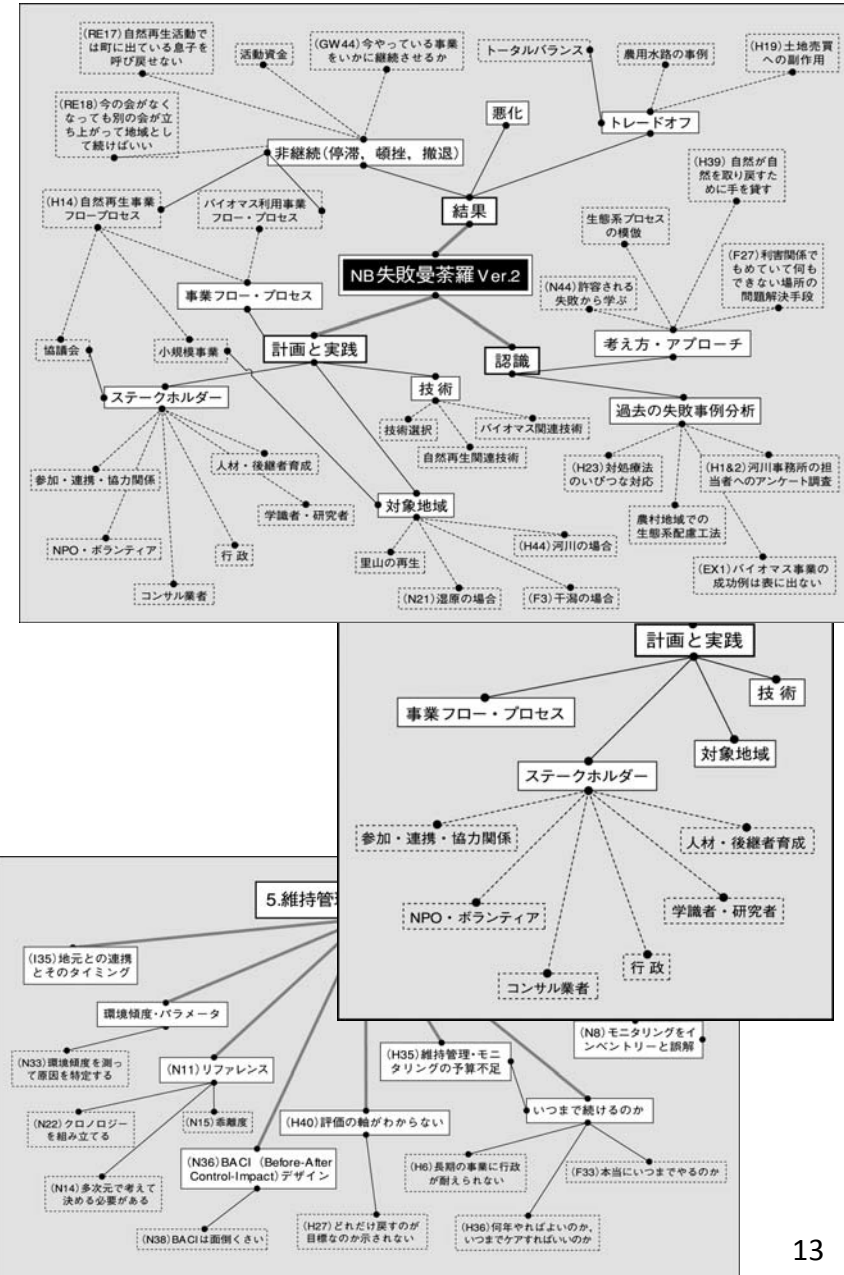 (RE17)自然再生活動で
は町に出ている息子を
呼び戻せない
活動資金
(GW44)今やっている事業
をいかに継続させるか
トータルバランス
農用水路の事例
(H19)土地売買
への副作用
(RE18)今の会がなく
なっても別の会が立
ち上がって地域とし
て続けばいい
非継続(停滞，頓挫，撤退)
悪化
トレードオフ
(H39)自然が自
然を取り戻すた
めに手を貸す
(H14)自然再生事業
フロープロセス
バイオマス利用事業
フロー・プロセス
結果
生態系プロセス
の模倣
(F27)利害関係で
もめていて何も
できない場所の
問題解決手段
NB失敗曼荼羅Ver.2
(N44)許容される
失敗から学ぶ
事業フロー・プロセス
協議会
小規模事業
計画と実践
認識
考え方・アプローチ
ステークホルダー
技術
過去の失敗事例分析
技術選択
バイオマス関連技術
自然再生関連技術
参加・連携・協力関係
人材・後継者育成
(H23)対処療法
のいびつな対応
(H1&2)河川事務所の担
当者へのアンケート調査
学識者・研究者
対象地域
農村地域での
生態系配慮工法
NPO・ボランティア
行政
里山の再生
(H44)河川の場合
コンサル業者
(N21)湿原の場合
(F3)干潟の場合
(EX1)バイオマス事業の
成功例は表に出ない
計画と実践
事業フロー・プロセス
技術
対象地域
ステークホルダー
参加・連携・協力関係
人材・後継者育成
NPO・ボランティア
学識者・研究者
コンサル業者
行政
5.維持管
(I35)地元との連携
とそのタイミング
環境傾度・パラメータ
(N8)モニタリングをイ
ンベントリーと誤解
(N33)環境傾度を測っ
て原因を特定する
(N11)リファレンス
(H35)維持管理・モニ
タリングの予算不足
(N22)クロノロジー
を組み立てる
(N15)乖離度
(H40)評価の軸がわからない
いつまで続けるのか
(N36)BACI (Before-After
Control-Impact)デザイン
(H6)長期の事業に行政
が耐えられない
(F33)本当にいつまでやるのか
(N14)多次元で考えて
決める必要がある
(N38)BACIは面倒くさい
(H27)どれだけ戻すのが
目標なのか示されない
(H36)何年やればよいのか，
いつまでケアすればいいのか
13